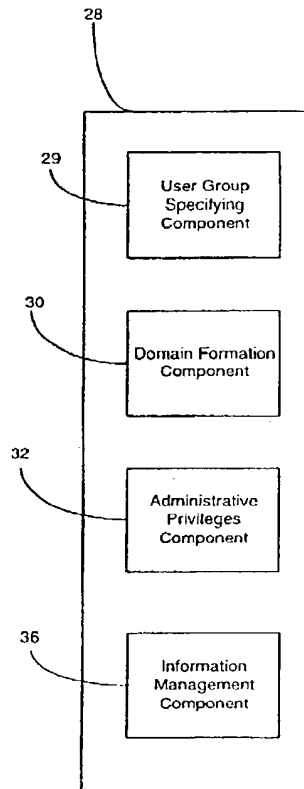 28
29
User Group
Specifying
Component
30
Domain Formation
Component
32
Administrative
Privileges
Component
36
Information
Management
Component